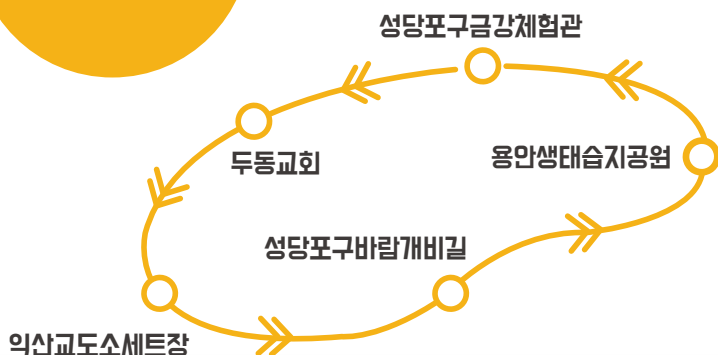 성당포구금강체험관
두동교회
용안생태습지공원
성당포구바람개비길
익산교도소세트장